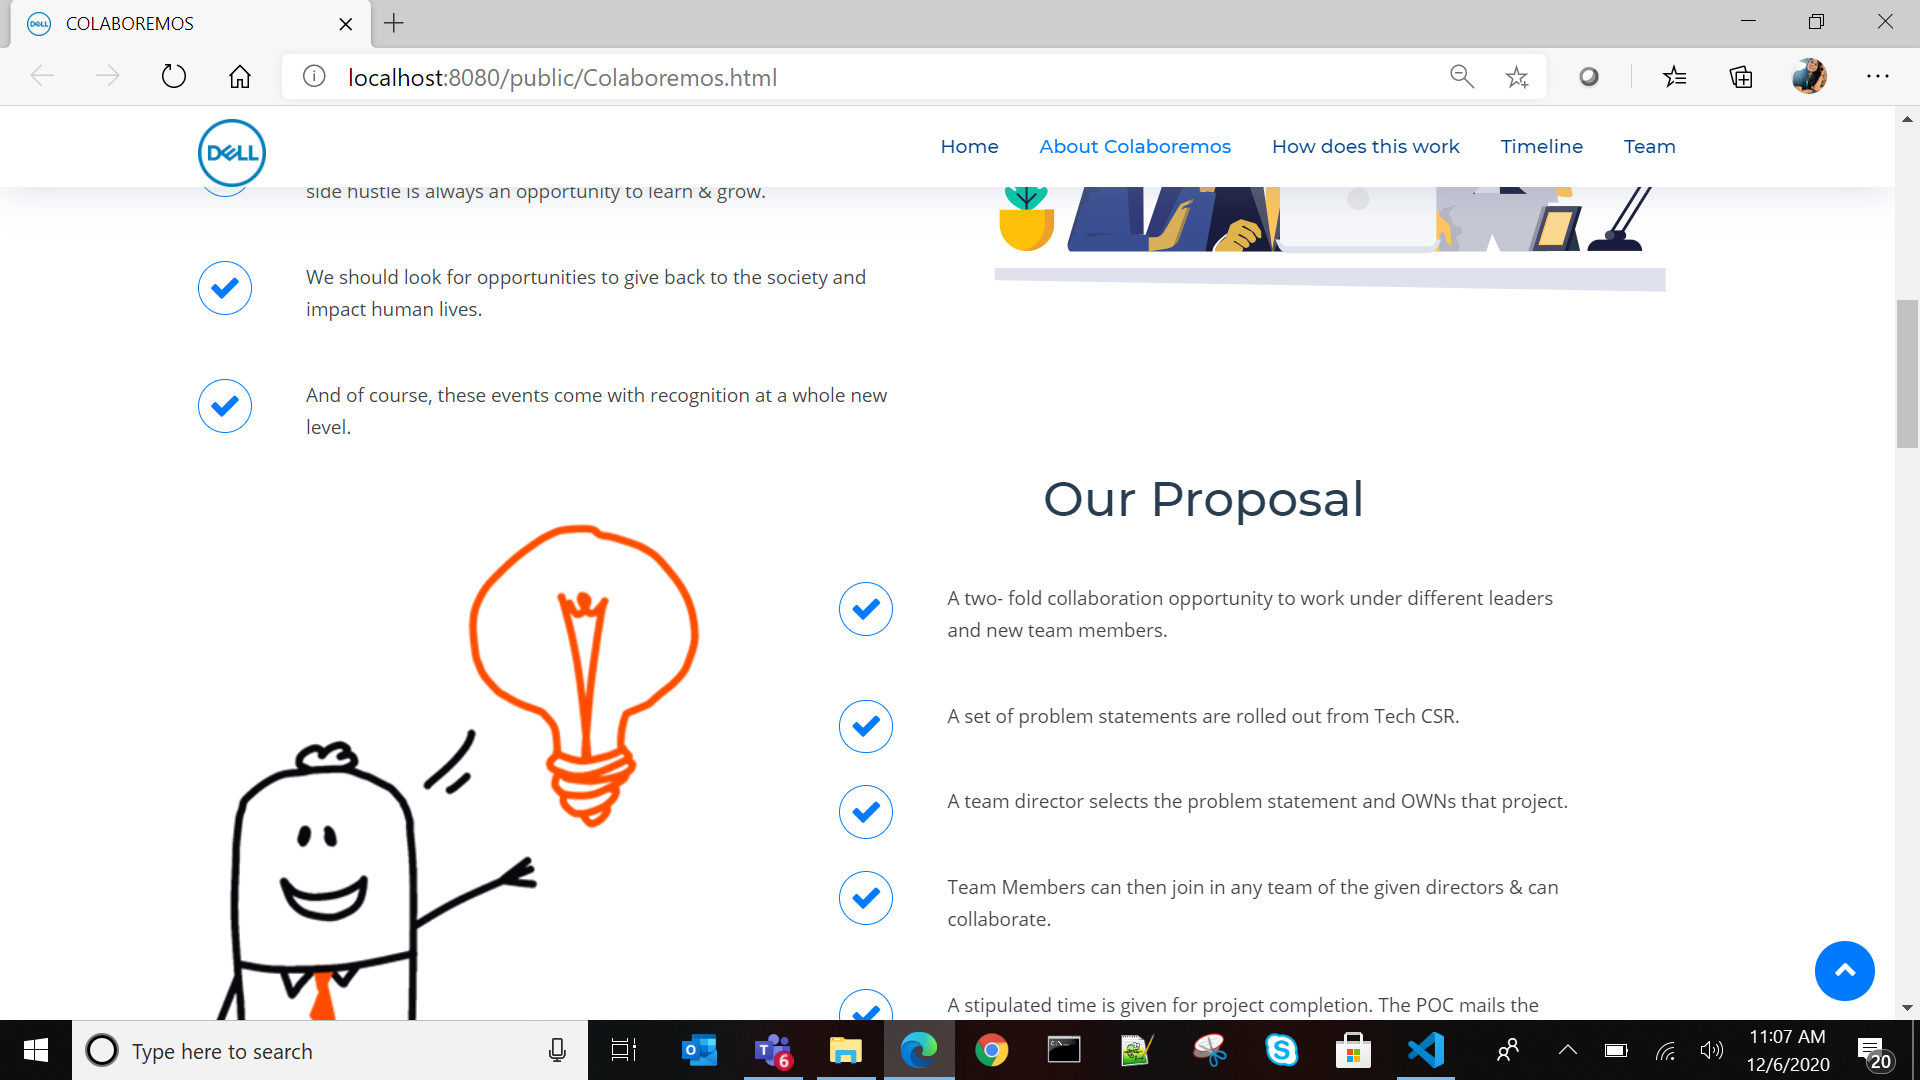 COLABOREMOS
localhost:8080/public/Colaboremos.html
DELL
Home
About Colaboremos
How does this work
Timeline
Team
side hustle is always an opportunity to learn & grow.
We should look for opportunities to give back to the society and
impact human lives.
And of course, these events come with recognition at a whole new
level.
Our Proposal
A two- fold collaboration opportunity to work under different leaders
and new team members.
A set of problem statements are rolled out from Tech CSR.
A team director selects the problem statement and OWNs that project.
Team Members can then join in any team of the given directors & can
collaborate.
A stipulated time is given for project completion. The POC mails the
Type here to search
6
11:07 AM
12/6/2020
20